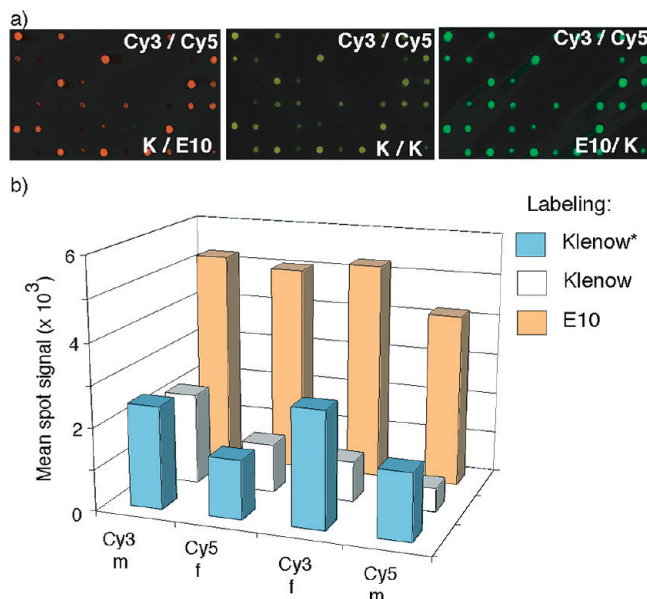 a)
Cy3 / Cy5
K / E10
Cy3 / Cy5
K / K
Cy3 / Cy5
E10/ K
b)
Labeling:
Klenow*
Klenow
E10
Mean spot signal (x 10³)
6
4
2
0
Cy3
m
Cy5
f
Cy3
f
Cy5
m